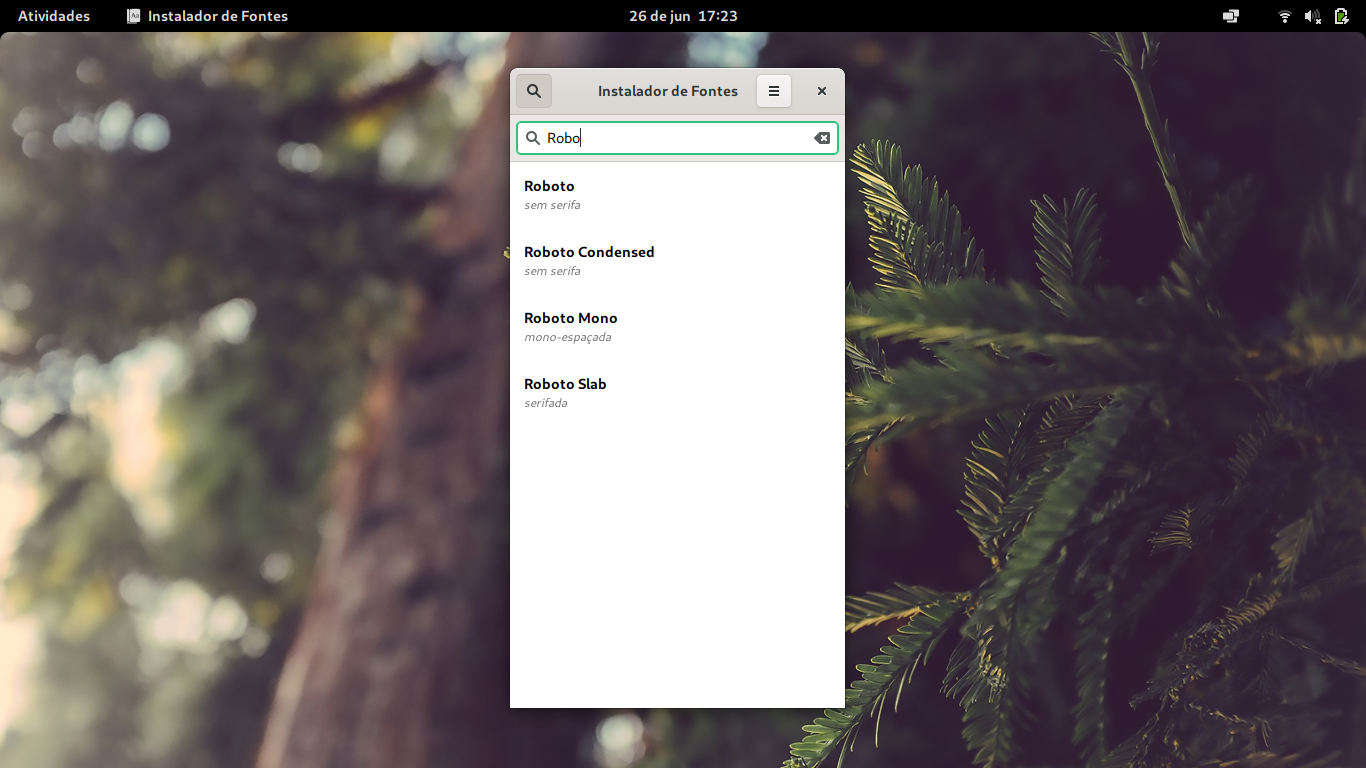 Atividades
Instalador de Fontes
26 de jun 17:23
Instalador de Fontes
Robo
Roboto
sem serifa
Roboto Condensed
sem serifa
Roboto Mono
mono-espaçada
Roboto Slab
serifada